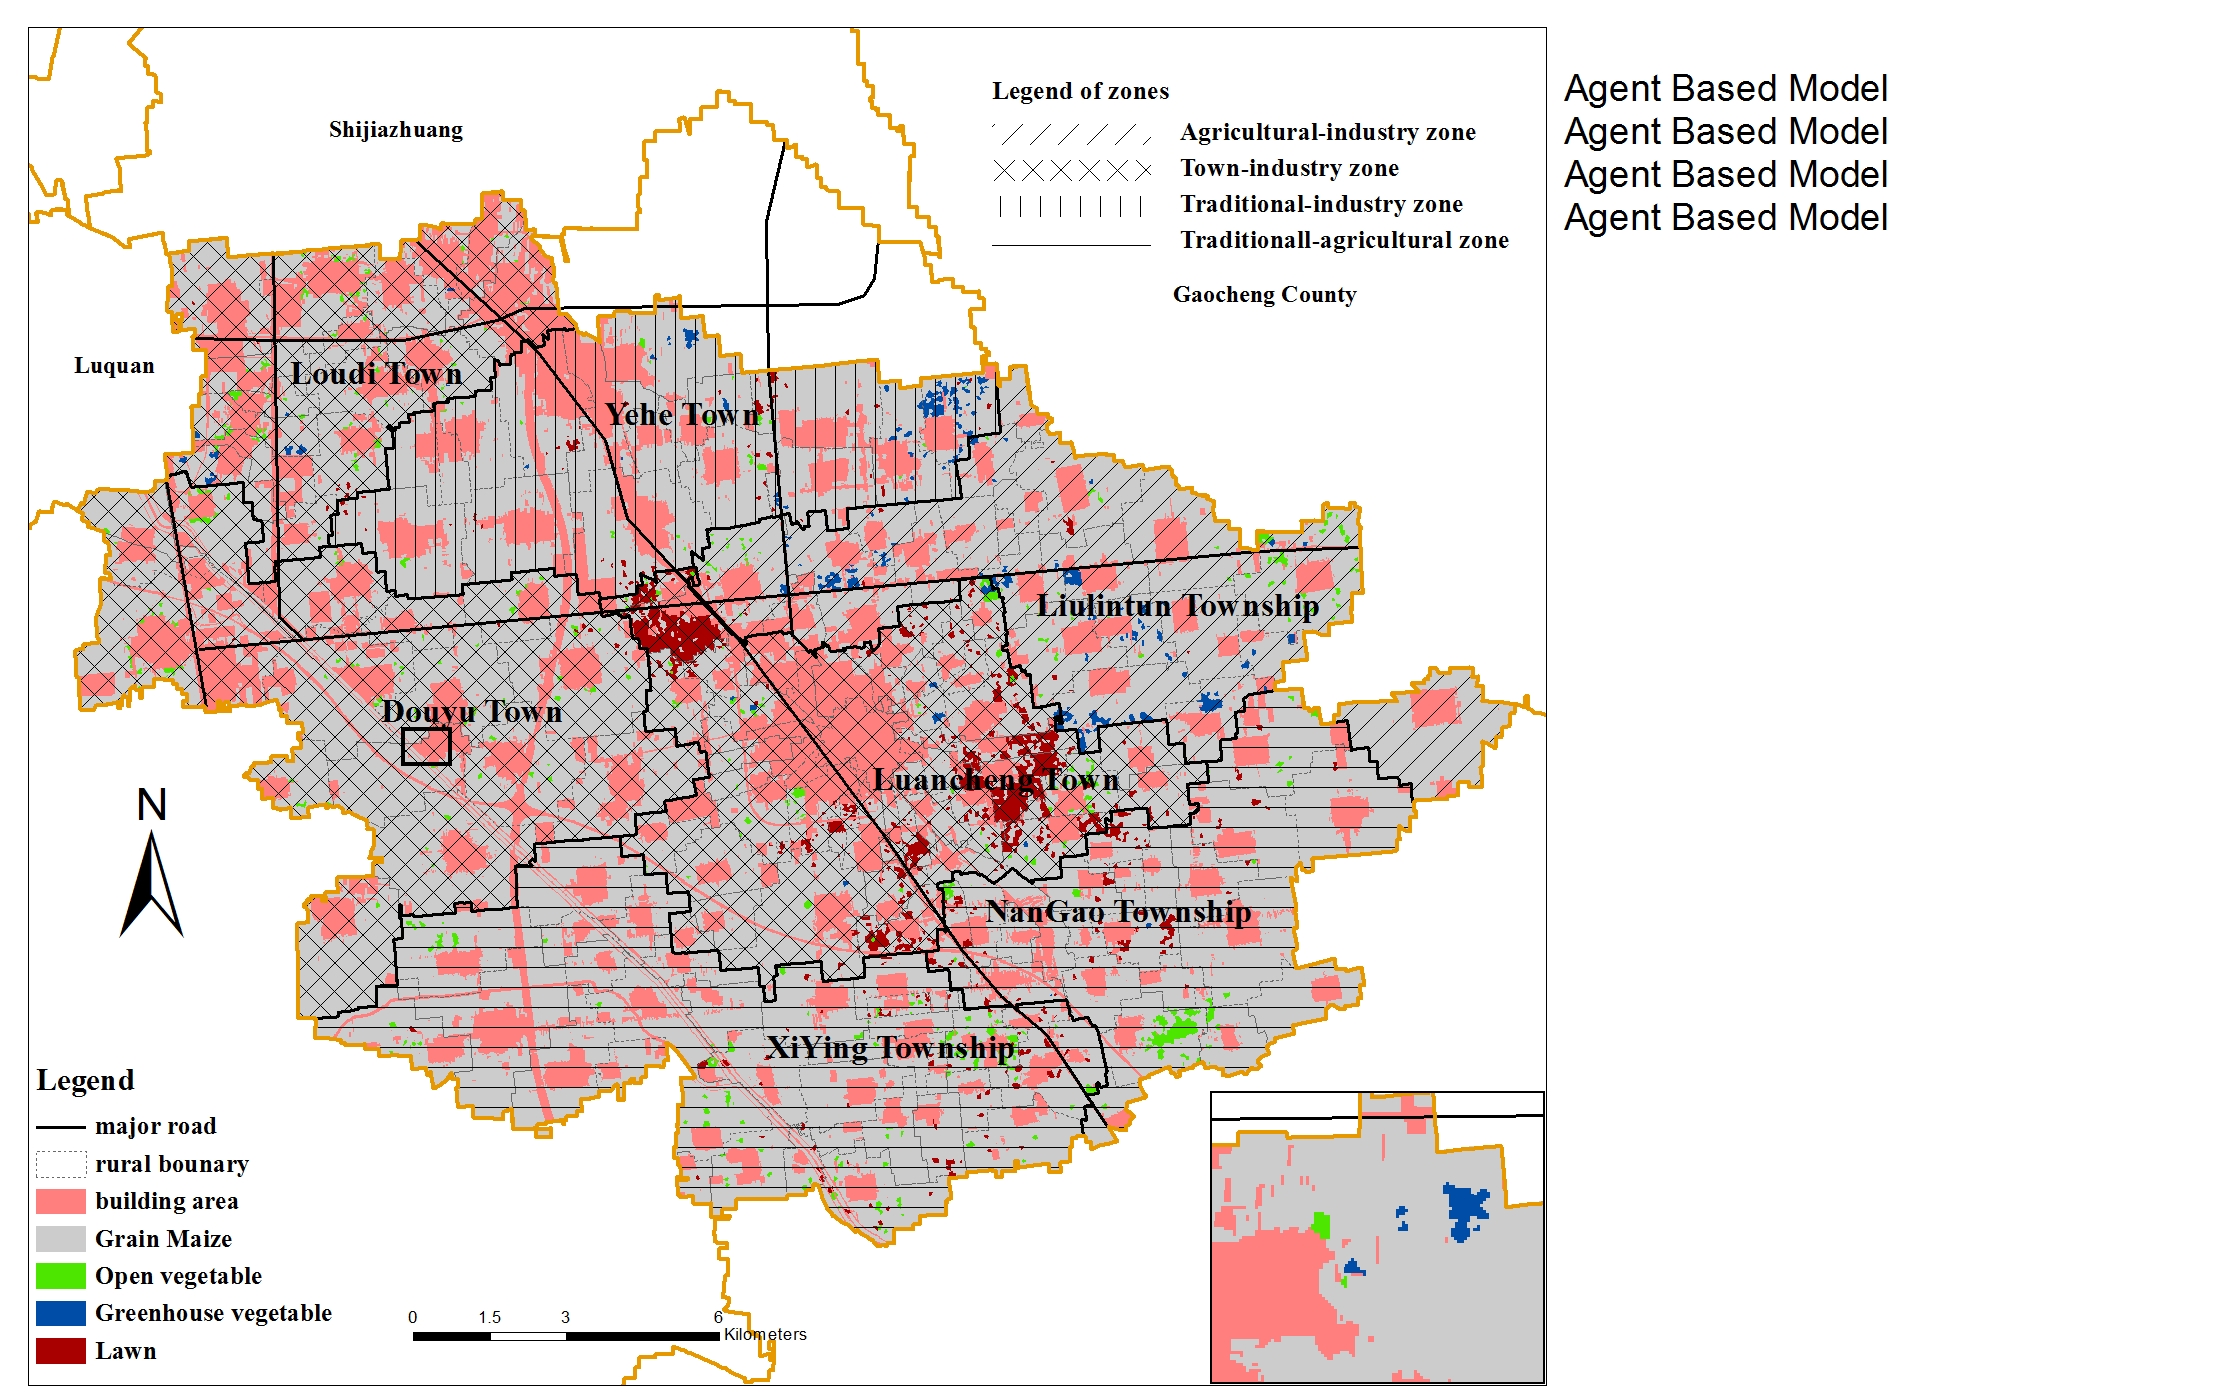 Agent Based Model
Agent Based Model
Agent Based Model
Agent Based Model
Legend of zones
Agricultural-industry zone
Town-industry zone
Traditional-industry zone
Traditionall-agricultural zone
Shijiazhuang
Gaocheng County
Luquan
Loudi Town
Yehe Town
Liulintun Township
Douyu Town
Luancheng Town
NanGao Township
XiYing Township
N
Legend
major road
rural bounary
building area
Grain Maize
Open vegetable
Greenhouse vegetable
Lawn
0 1.5 3 6
Kilometers